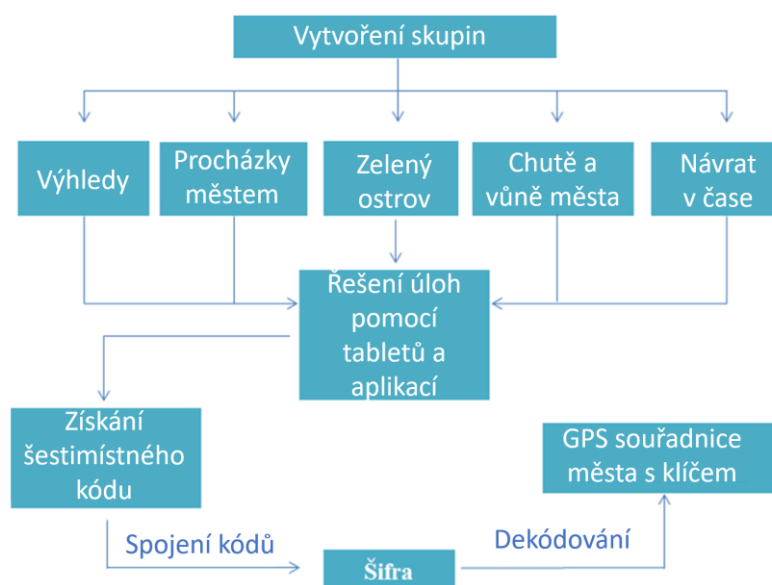 Vytvoření skupin
Výhledy
Procházky
městem
Zelený
ostrov
Chutě a
vůně města
Návrat
v čase
Řešení úloh
pomocí
tabletů a
aplikací
Získání
šestimístného
kódu
GPS souřadnice
města s klíčem
Spojení kódů
Šifra
Dekódování